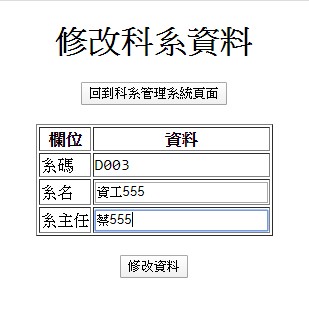 修改科系資料
回到科系管理系統頁面
欄位 資料
系碼 D003
系名 資工555
系主任 蔡555
修改資料